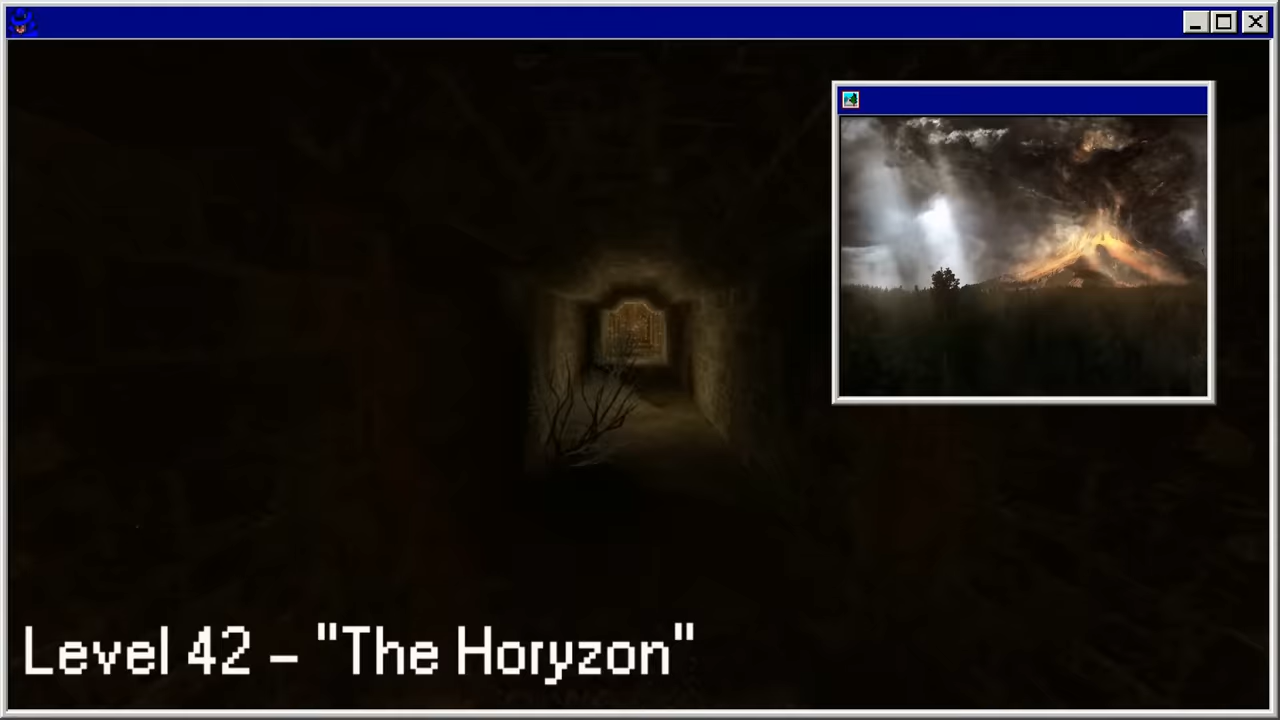 Level 42 – "The Horyzon"